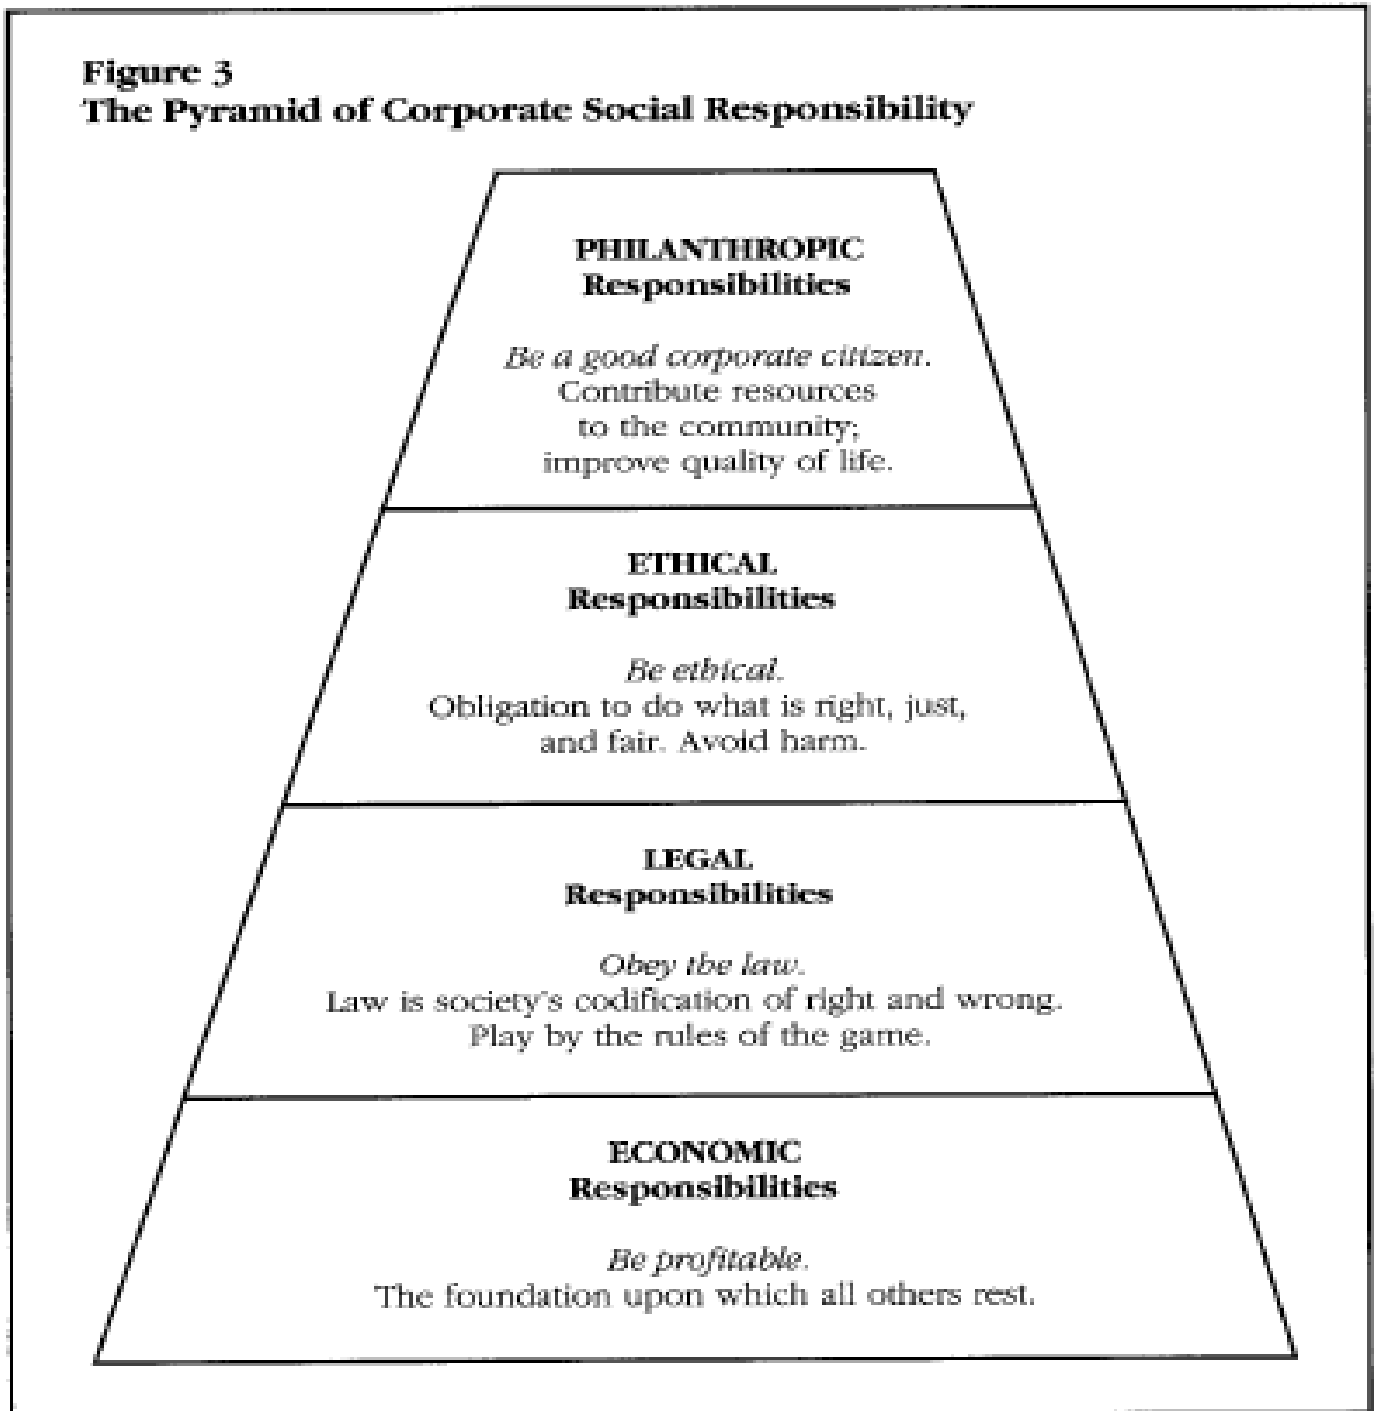 Figure 3
The Pyramid of Corporate Social Responsibility
PHILANTHROPIC
Responsibilities
Be a good corporate citizen.
Contribute resources
to the community;
improve quality of life.
ETHICAL
Responsibilities
Be ethical.
Obligation to do what is right, just,
and fair. Avoid harm.
LEGAL
Responsibilities
Obey the law.
Law is society's codification of right and wrong.
Play by the rules of the game.
ECONOMIC
Responsibilities
Be profitable.
The foundation upon which all others rest.